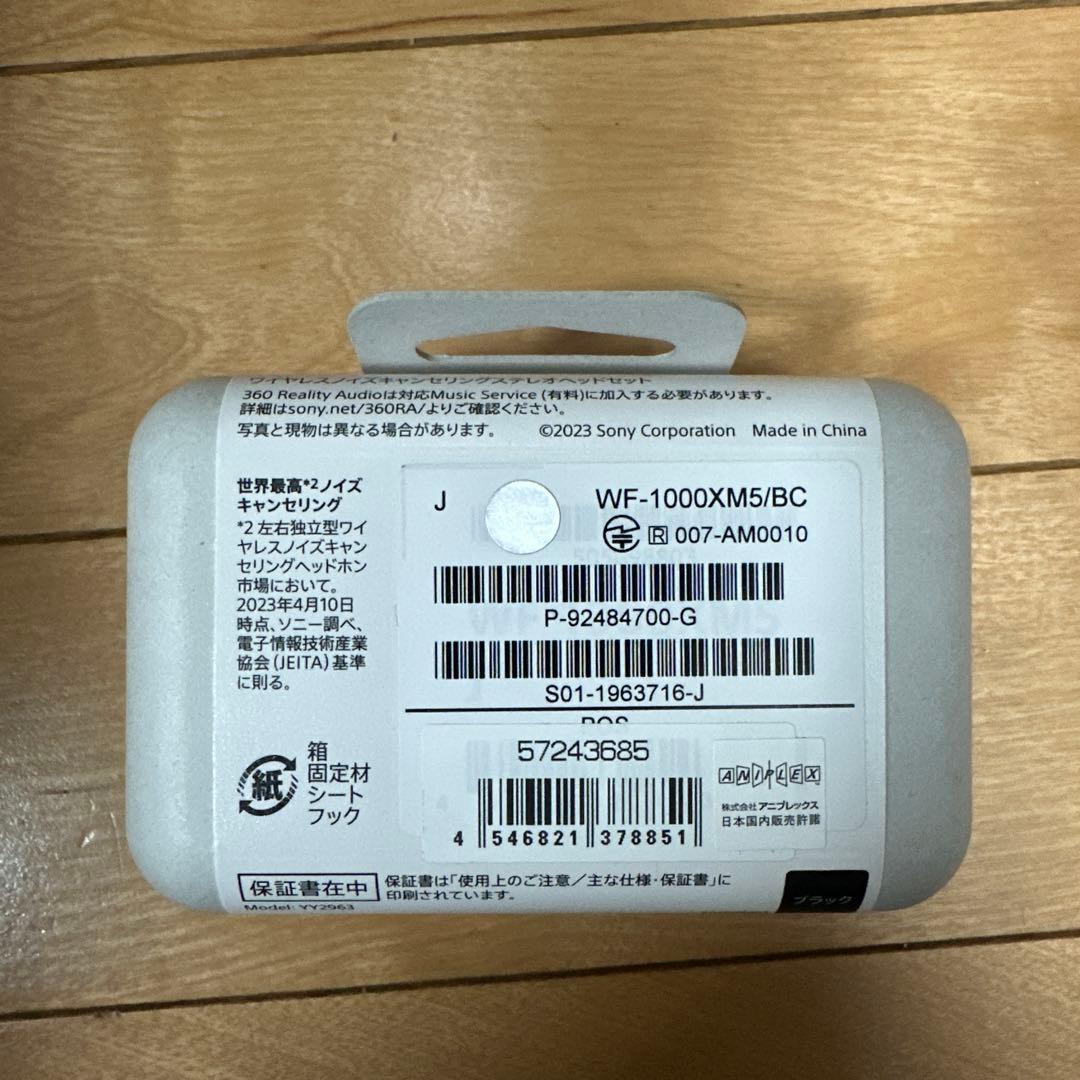 ワイヤレスノイズキャンセリングステレオヘッドセット
360 Reality Audioは対応Music Service (有料)に加入する必要があります。
詳細はsony.net/360RA/よりご確認ください。
写真と現物は異なる場合があります。 ©2023 Sony Corporation Made in China
世界最高*2ノイズ
キャンセリング
*2 左右独立型ワイ
ヤレスノイズキャン
セリングヘッドホン
市場において。
2023年4月10日
時点、ソニー調べ、
電子情報技術産業
協会(JEITA)基準
に則る。
J WF-1000XM5/BC
R 007-AM0010
P-92484700-G
S01-1963716-J
POS
57243685
4 546821 378851
ANIPLEX
株式会社 アニプレックス
日本国内販売許諾
紙
箱
固定材
シート
フック
保証書在中
保証書は「使用上のご注意／主な仕様・保証書」に
印刷されています。
Model: YY2963
ブラック